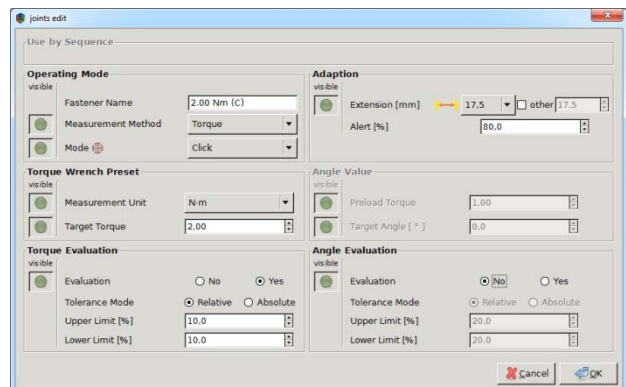 joints edit
Use by Sequence
Operating Mode
visible
Fastener Name 2.00 Nm (C)
Measurement Method Torque
Mode Click
Adaption
visible
Extension [mm] 17,5 other 17.5
Alert [%] 80,0
Torque Wrench Preset
visible
Measurement Unit N·m
Target Torque 2.00
Angle Value
visible
Preload Torque 1.00
Target Angle [ ° ] 0.0
Torque Evaluation
visible
Evaluation No Yes
Tolerance Mode Relative Absolute
Upper Limit [%] 10.0
Lower Limit [%] 10.0
Angle Evaluation
visible
Evaluation No Yes
Tolerance Mode Relative Absolute
Upper Limit [%] 20.0
Lower Limit [%] 20.0
Cancel OK